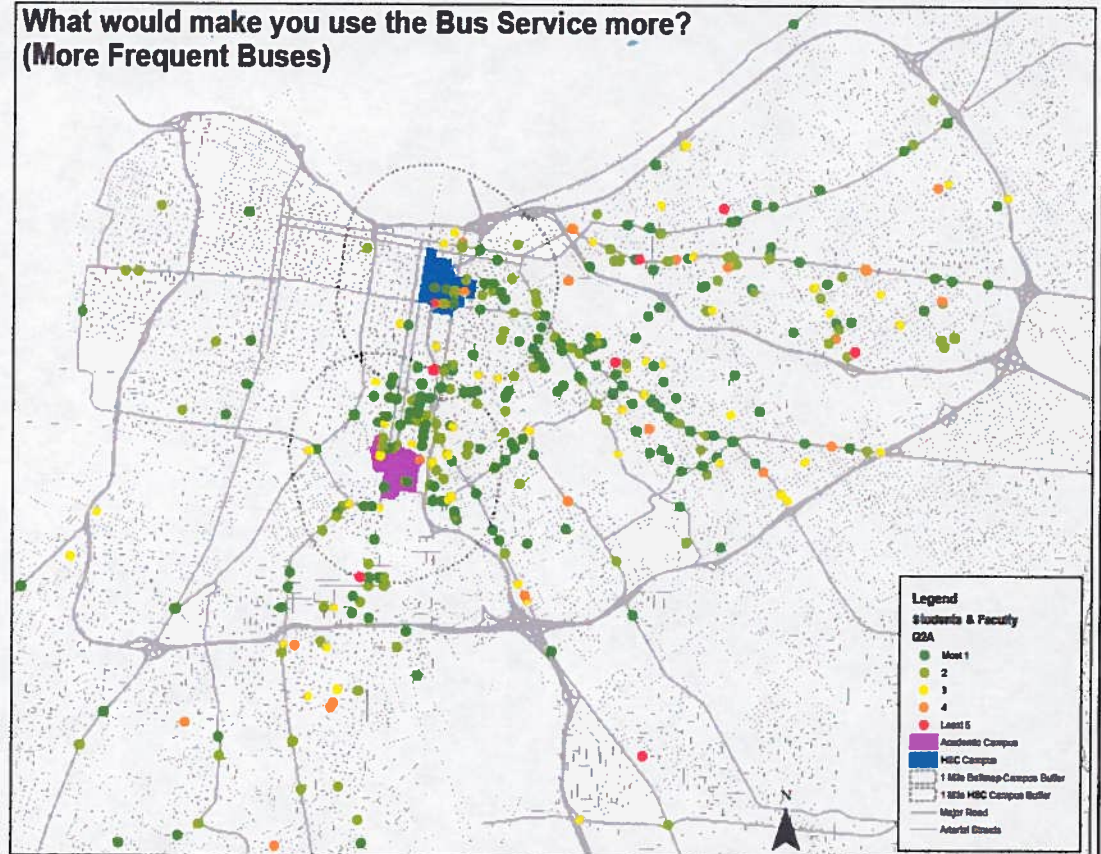 What would make you use the Bus Service more?
(More Frequent Buses)
Legend
Students & Faculty
Q2A
Most 1
2
3
4
Least 5
Academic Campus
HSC Campus
1 Mile Belknap Campus Buffer
1 Mile HSC Campus Buffer
Major Road
Arterial Streets
N